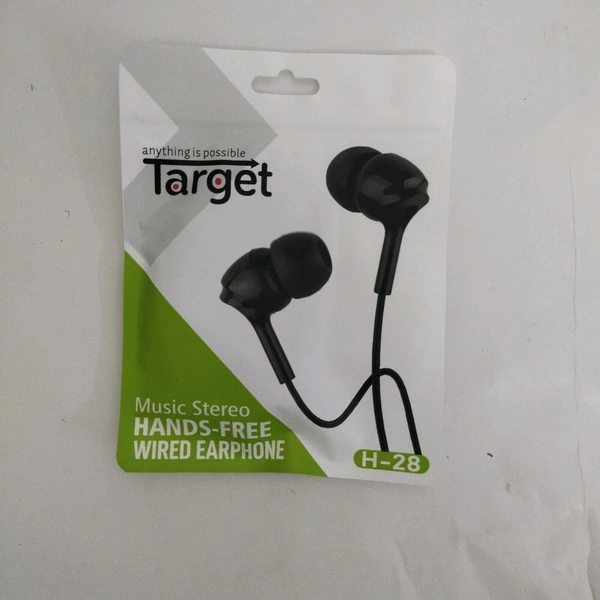 anything is possible
Target
Music Stereo
HANDS-FREE
WIRED EARPHONE
H-28